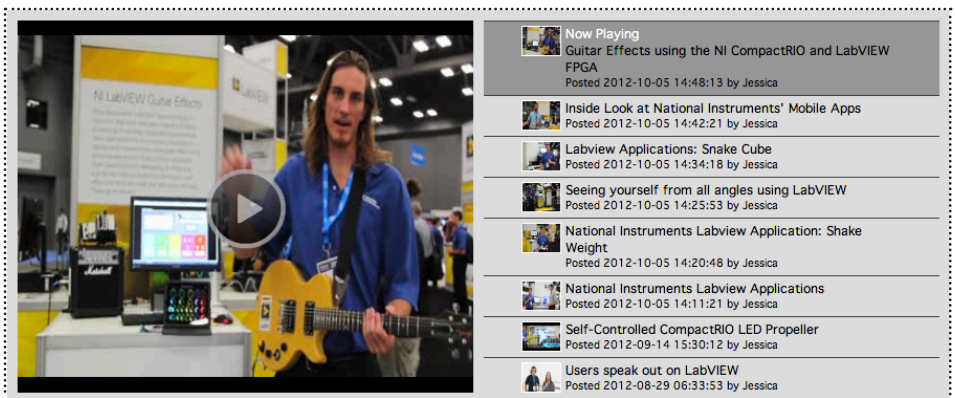 NI LabVIEW Guitar Effects
LabVIEW
Marshall
Now Playing
Guitar Effects using the NI CompactRIO and LabVIEW
FPGA
Posted 2012-10-05 14:48:13 by Jessica
Inside Look at National Instruments' Mobile Apps
Posted 2012-10-05 14:42:21 by Jessica
Labview Applications: Snake Cube
Posted 2012-10-05 14:34:18 by Jessica
Seeing yourself from all angles using LabVIEW
Posted 2012-10-05 14:25:53 by Jessica
National Instruments Labview Application: Shake
Weight
Posted 2012-10-05 14:20:48 by Jessica
National Instruments Labview Applications
Posted 2012-10-05 14:11:21 by Jessica
Self-Controlled CompactRIO LED Propeller
Posted 2012-09-14 15:30:12 by Jessica
Users speak out on LabVIEW
Posted 2012-08-29 06:33:53 by Jessica